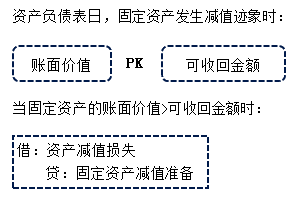 资产负债表日，固定资产发生减值迹象时：
账面价值 PK 可收回金额
当固定资产的账面价值>可收回金额时：
借：资产减值损失
贷：固定资产减值准备